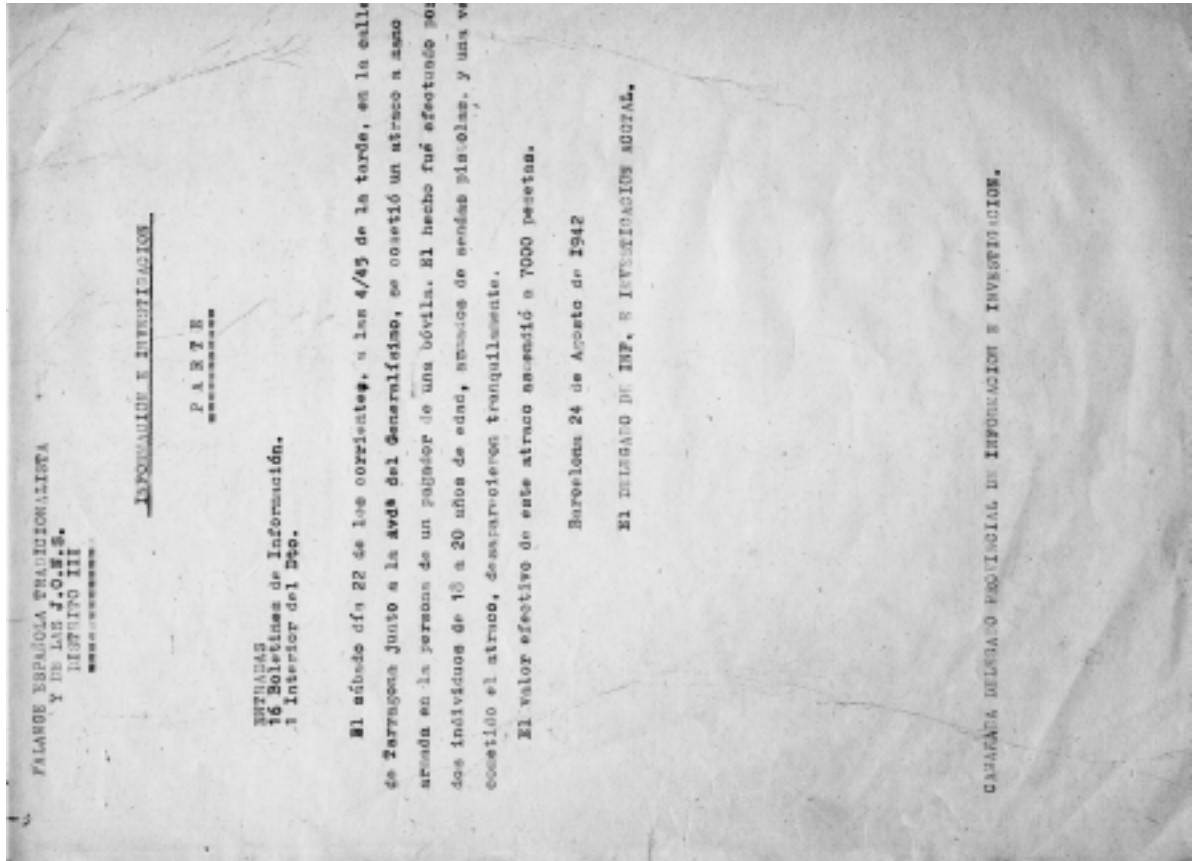 FALANGE ESPAÑOLA TRADICIONALISTA
Y DE LAS J.O.N.S.
DISTRITO III
INFORMACION E INVESTIGACION
P A R T E
ENTRADAS
16 Boletines de Información.
1 Interior del Dto.
El sábado día 22 de los corrientes, a las 4/45 de la tarde, en la calle
de Tarragona junto a la Avdª del Generalísimo, se cometió un atraco a mano
armada en la persona de un pagador de una bóvila. El hecho fué efectuado por
dos individuos de 18 a 20 años de edad, armados de sendas pistolas. y una
cometido el atraco, desaparecieron tranquilamente.
El valor efectivo de este atraco ascendió a 7000 pesetas.
Barcelona 24 de Agosto de 1942
El DELEGADO DE INF. E INVESTIGACION ACCTAL.
CAMARADA DELEGADO PROVINCIAL DE INFORMACION E INVESTIGACION.